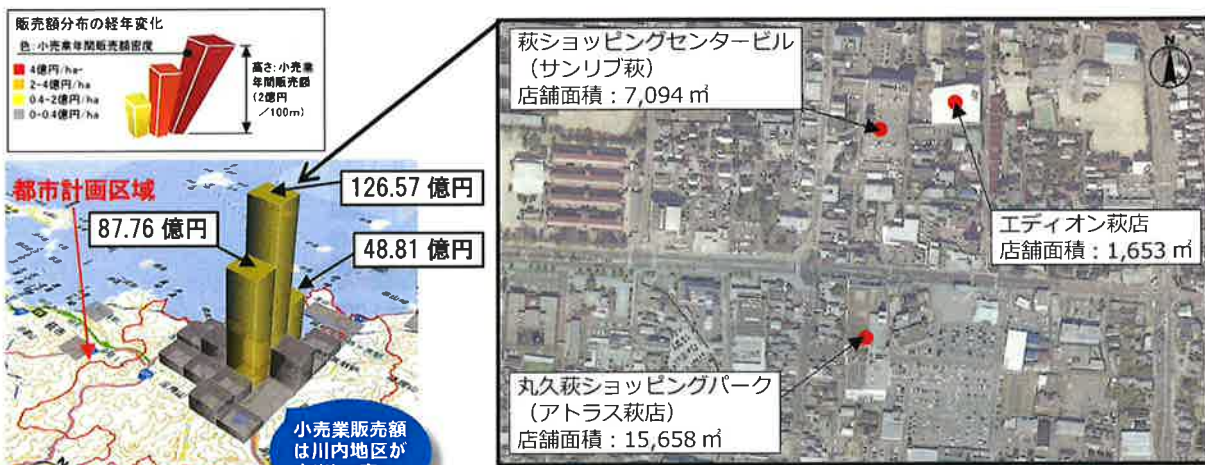 販売額分布の経年変化
色:小売業年間販売額密度
4億円/ha-
2-4億円/ha
0.4-2億円/ha
0-0.4億円/ha
高さ:小売業
年間販売額
(2億円
/100m)
都市計画区域
126.57 億円
87.76 億円
48.81 億円
小売業販売額
は川内地区が
萩ショッピングセンタービル
(サンリブ萩)
店舗面積:7,094 ㎡
N
エディオン萩店
店舗面積:1,653 ㎡
丸久萩ショッピングパーク
(アトラス萩店)
店舗面積:15,658 ㎡